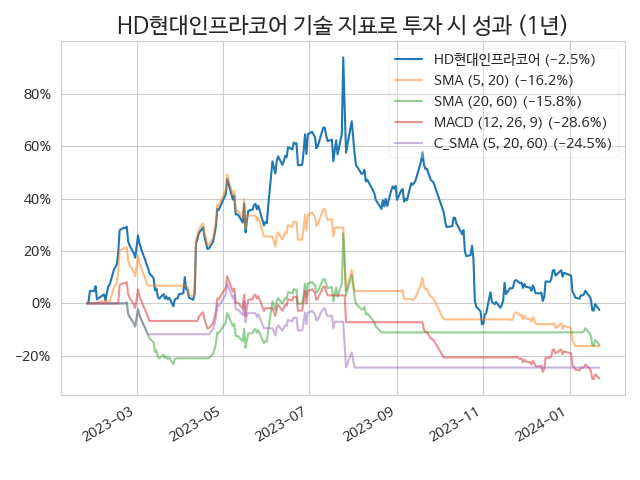 HD현대인프라코어 기술 지표로 투자 시 성과 (1년)
HD현대인프라코어 (−2.5%)
SMA (5, 20) (−16.2%)
SMA (20, 60) (−15.8%)
MACD (12, 26, 9) (−28.6%)
C_SMA (5, 20, 60) (−24.5%)
80%
60%
40%
20%
0%
−20%
2023−03
2023−05
2023−07
2023−09
2023−11
2024−01